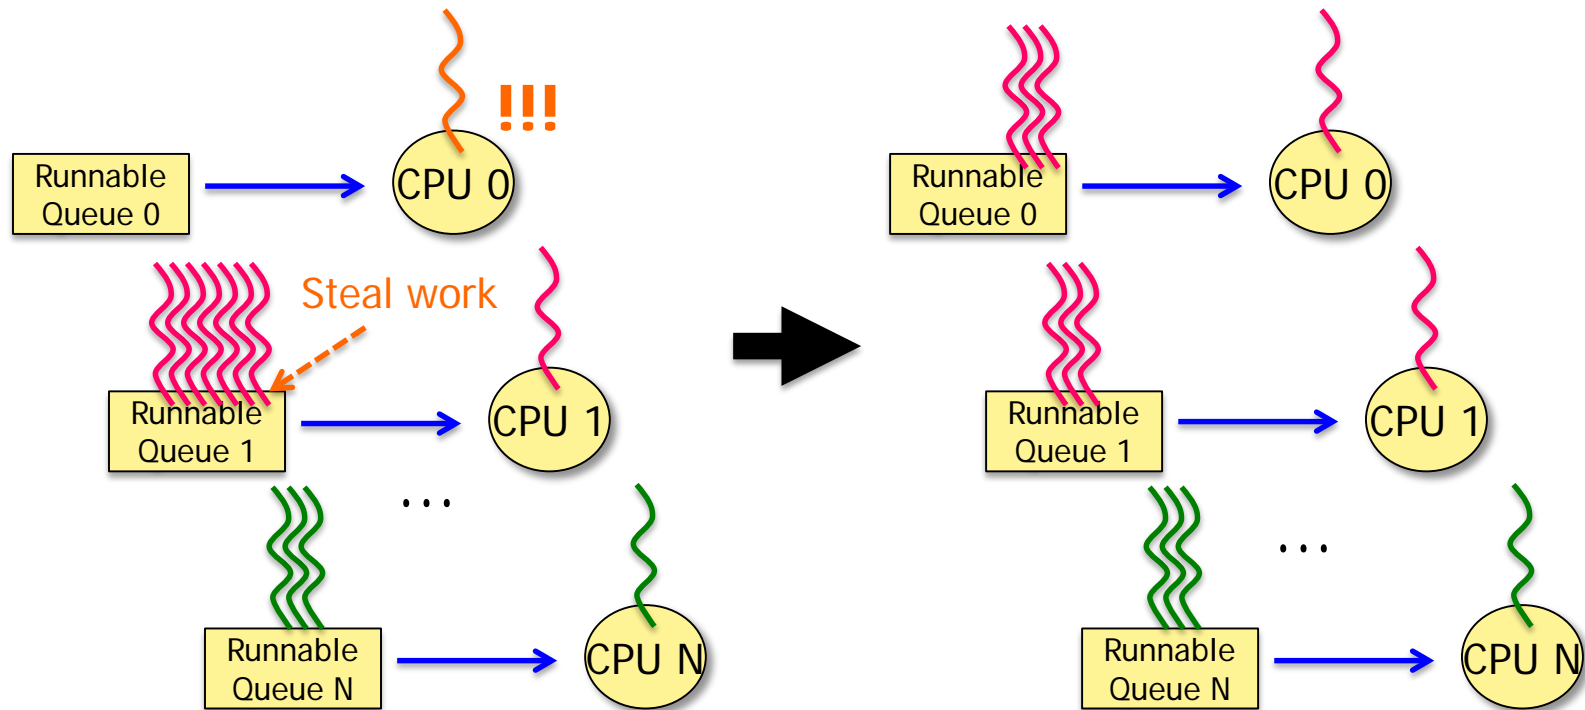 !!!
Runnable
Queue 0
CPU 0
Steal work
Runnable
Queue 1
CPU 1
...
Runnable
Queue N
CPU N
Runnable
Queue 0
CPU 0
Runnable
Queue 1
CPU 1
...
Runnable
Queue N
CPU N